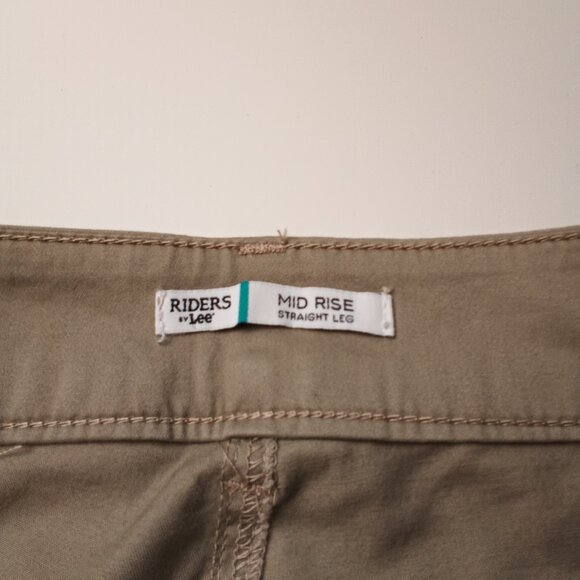 RIDERS
BY Lee
MID RISE
STRAIGHT LEG